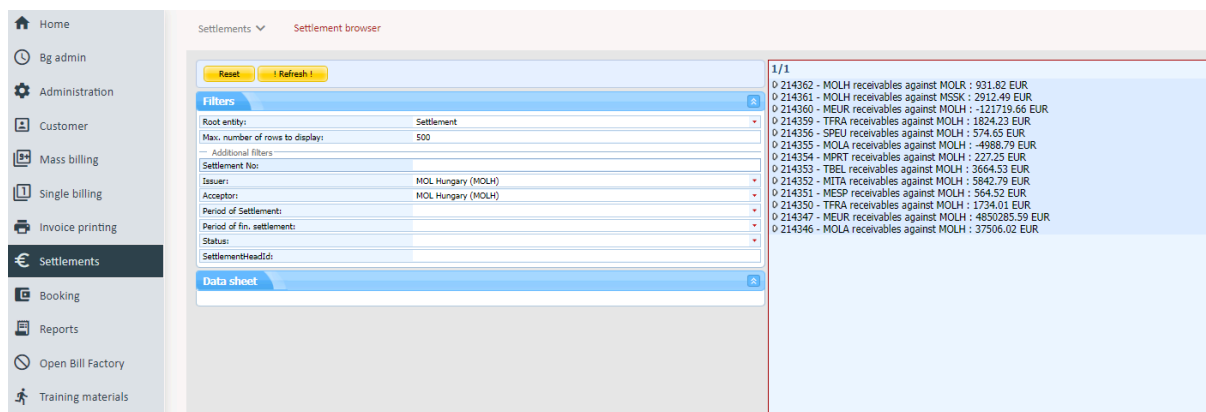 Home
Bg admin
Administration
Customer
9+ Mass billing
1 Single billing
Invoice printing
€ Settlements
Booking
Reports
Open Bill Factory
Training materials
Settlements Settlement browser
Reset ! Refresh !
Filters
Root entity: Settlement
Max. number of rows to display: 500
Additional filters
Settlement No:
Issuer: MOL Hungary (MOLH)
Acceptor: MOL Hungary (MOLH)
Period of Settlement:
Period of fin. settlement:
Status:
SettlementHeadId:
Data sheet
1/1
214362 - MOLH receivables against MOLR : 931.82 EUR
214361 - MOLH receivables against MSSK : 2912.49 EUR
214360 - MEUR receivables against MOLH : -121719.66 EUR
214359 - TFRA receivables against MOLH : 1824.23 EUR
214356 - SPEU receivables against MOLH : 574.65 EUR
214355 - MOLA receivables against MOLH : -4988.79 EUR
214354 - MPRT receivables against MOLH : 227.25 EUR
214353 - TBEL receivables against MOLH : 3664.53 EUR
214352 - MITA receivables against MOLH : 5842.79 EUR
214351 - MESP receivables against MOLH : 564.52 EUR
214350 - TFRA receivables against MOLH : 1734.01 EUR
214347 - MEUR receivables against MOLH : 4850285.59 EUR
214346 - MOLA receivables against MOLH : 37506.02 EUR